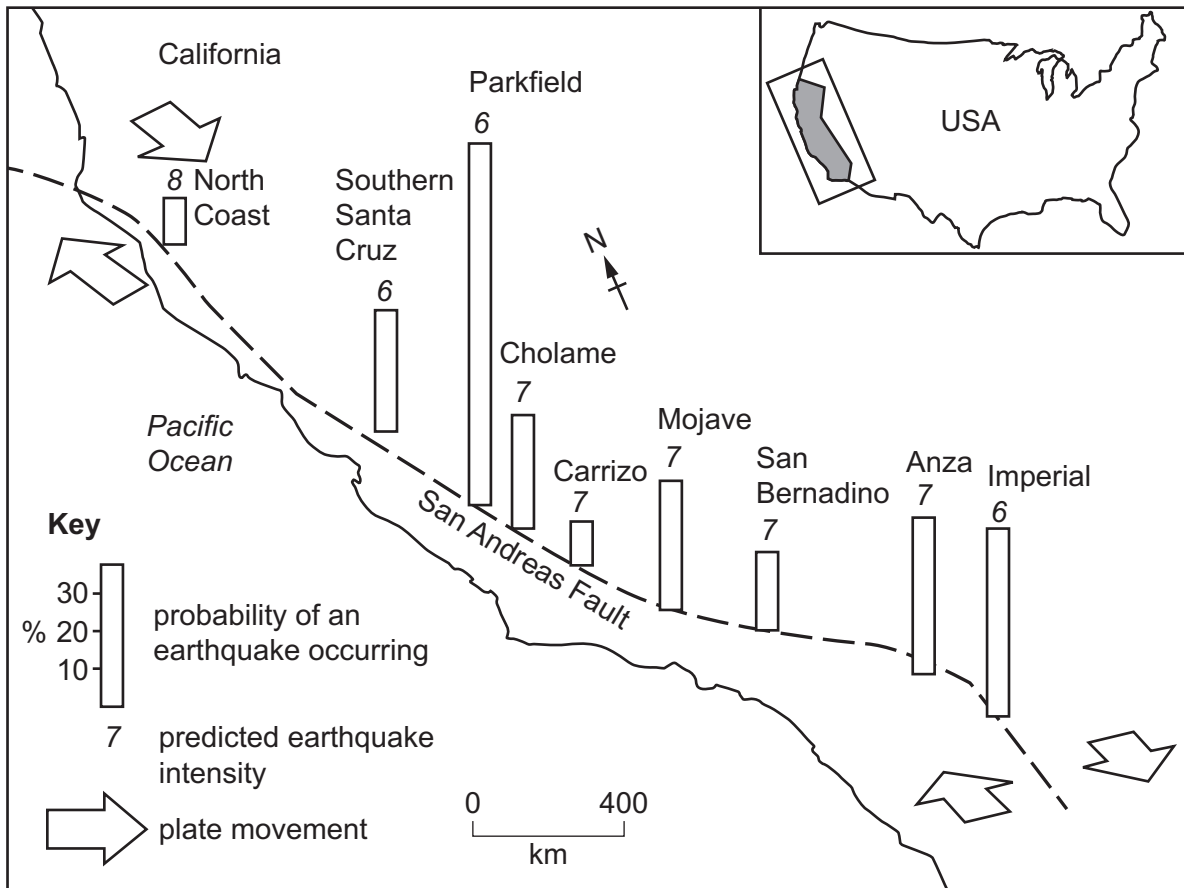 California
USA
Parkfield
6
8 North
Coast
Southern
Santa
Cruz
6
N
Cholame
7
Pacific
Ocean
Carrizo
7
Mojave
7
San
Bernadino
7
Anza
7
Imperial
6
San Andreas Fault
Key
30
% 20
10
probability of an
earthquake occurring
7 predicted earthquake
intensity
plate movement
0 400
km